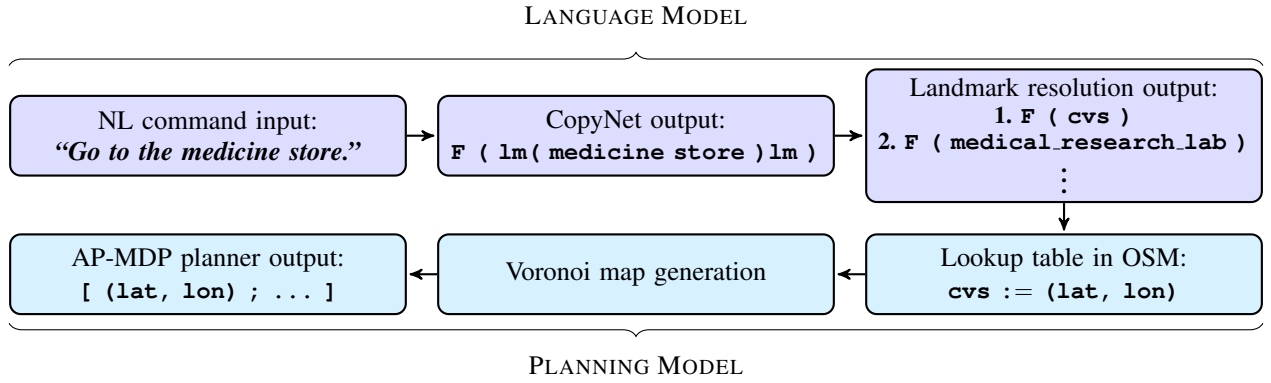 LANGUAGE MODEL
NL command input:
“Go to the medicine store.”
CopyNet output:
F ( lm( medicine store )lm )
Landmark resolution output:
1. F ( cvs )
2. F ( medical_research_lab )
⋮
AP-MDP planner output:
[ (lat, lon) ; ... ]
Voronoi map generation
Lookup table in OSM:
cvs := (lat, lon)
PLANNING MODEL